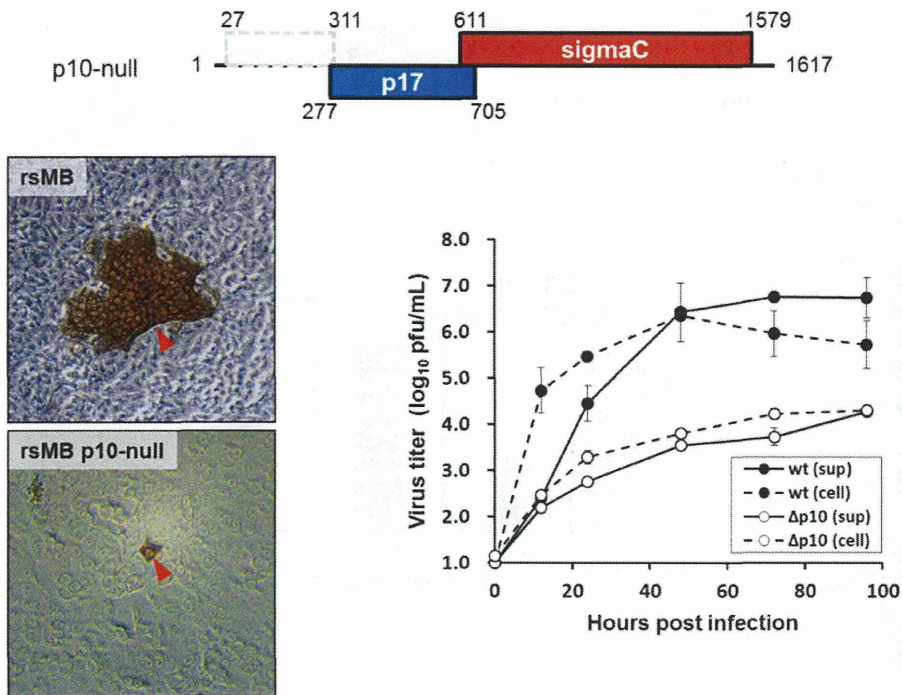 27 311 611 1579
p10-null 1 sigmaC 1617
p17
277 705
rsMB
rsMB p10-null
Virus titer (log₁₀ pfu/mL)
8.0
7.0
6.0
5.0
4.0
3.0
2.0
1.0
0 20 40 60 80 100
Hours post infection
wt (sup)
wt (cell)
Δp10 (sup)
Δp10 (cell)